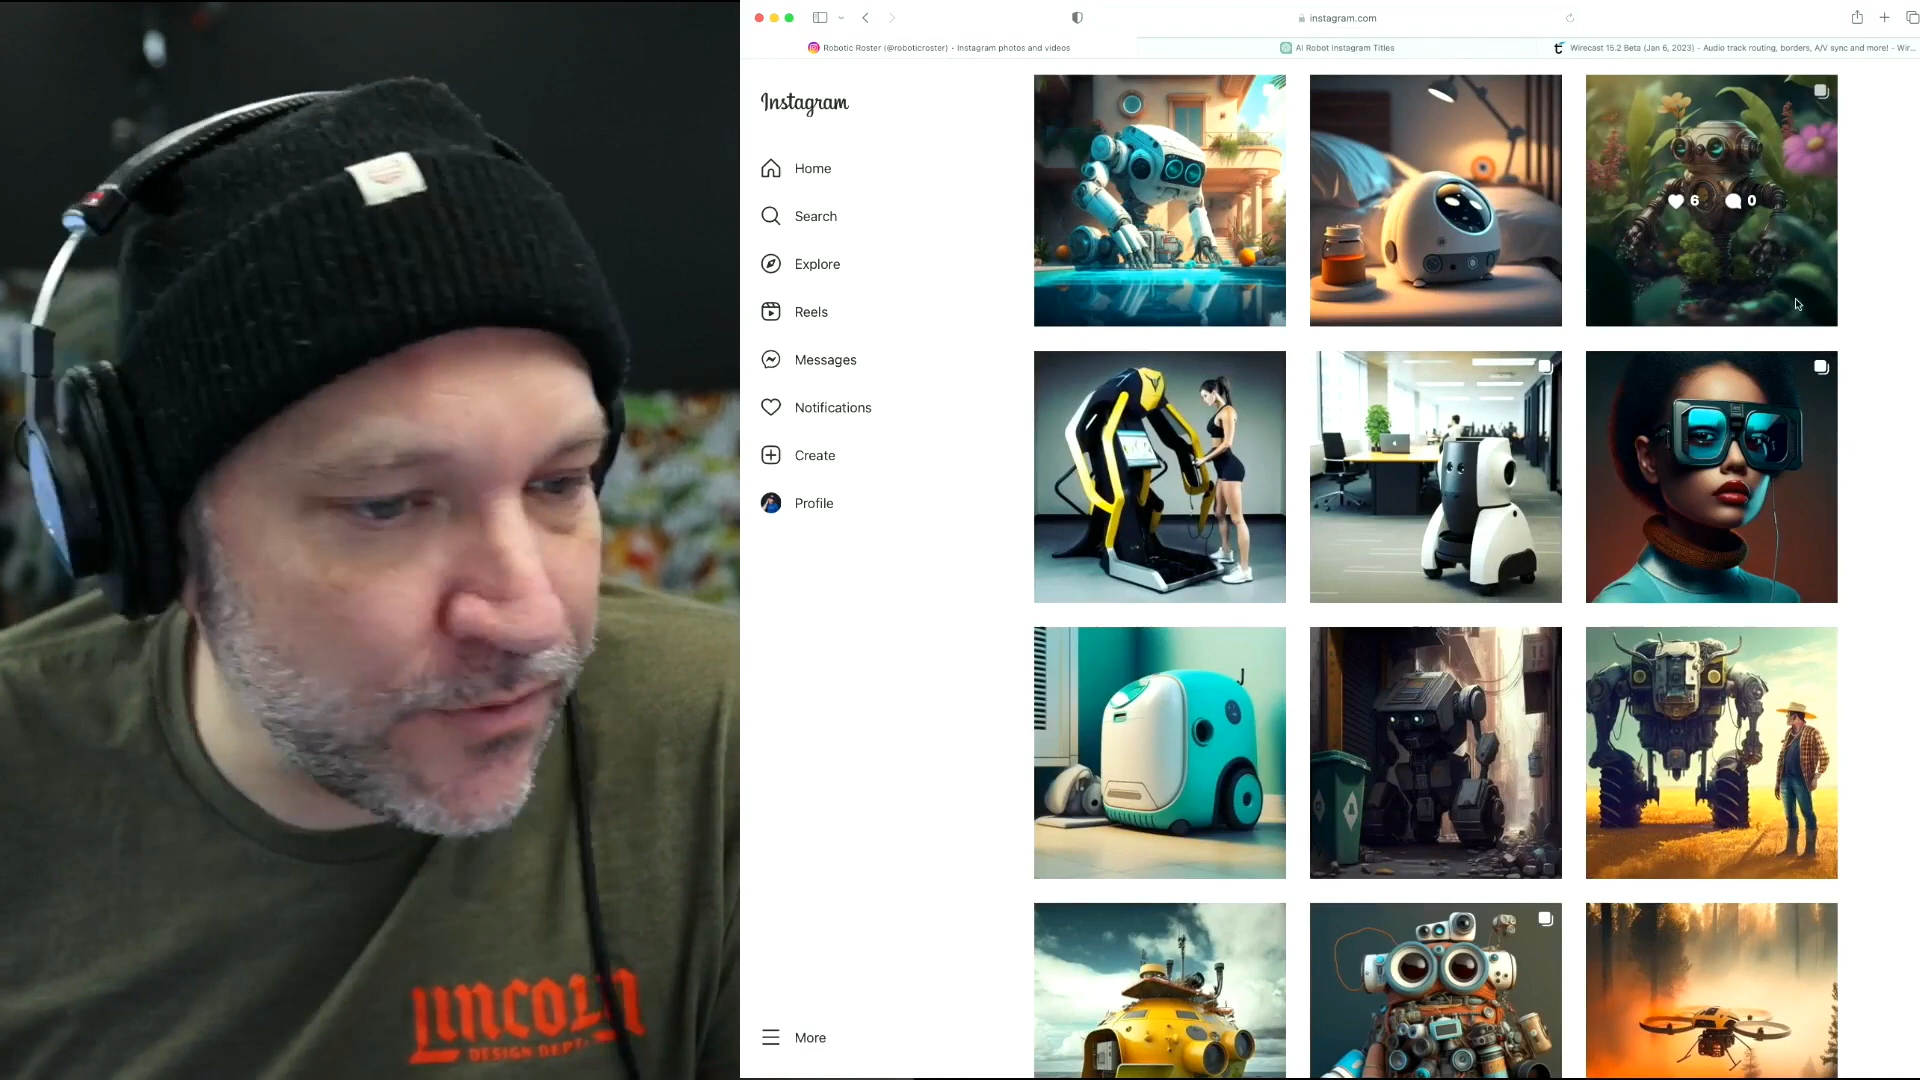 instagram.com
Robotic Roster (@roboticroster) • Instagram photos and videos
AI Robot Instagram Titles
Wirecast 15.2 Beta (Jan 6, 2023) - Audio track routing, borders, A/V sync and more! - Wir...
Instagram
Home
Search
Explore
Reels
Messages
Notifications
Create
Profile
More
6 0
LINCOLN
DESIGN DEPT.